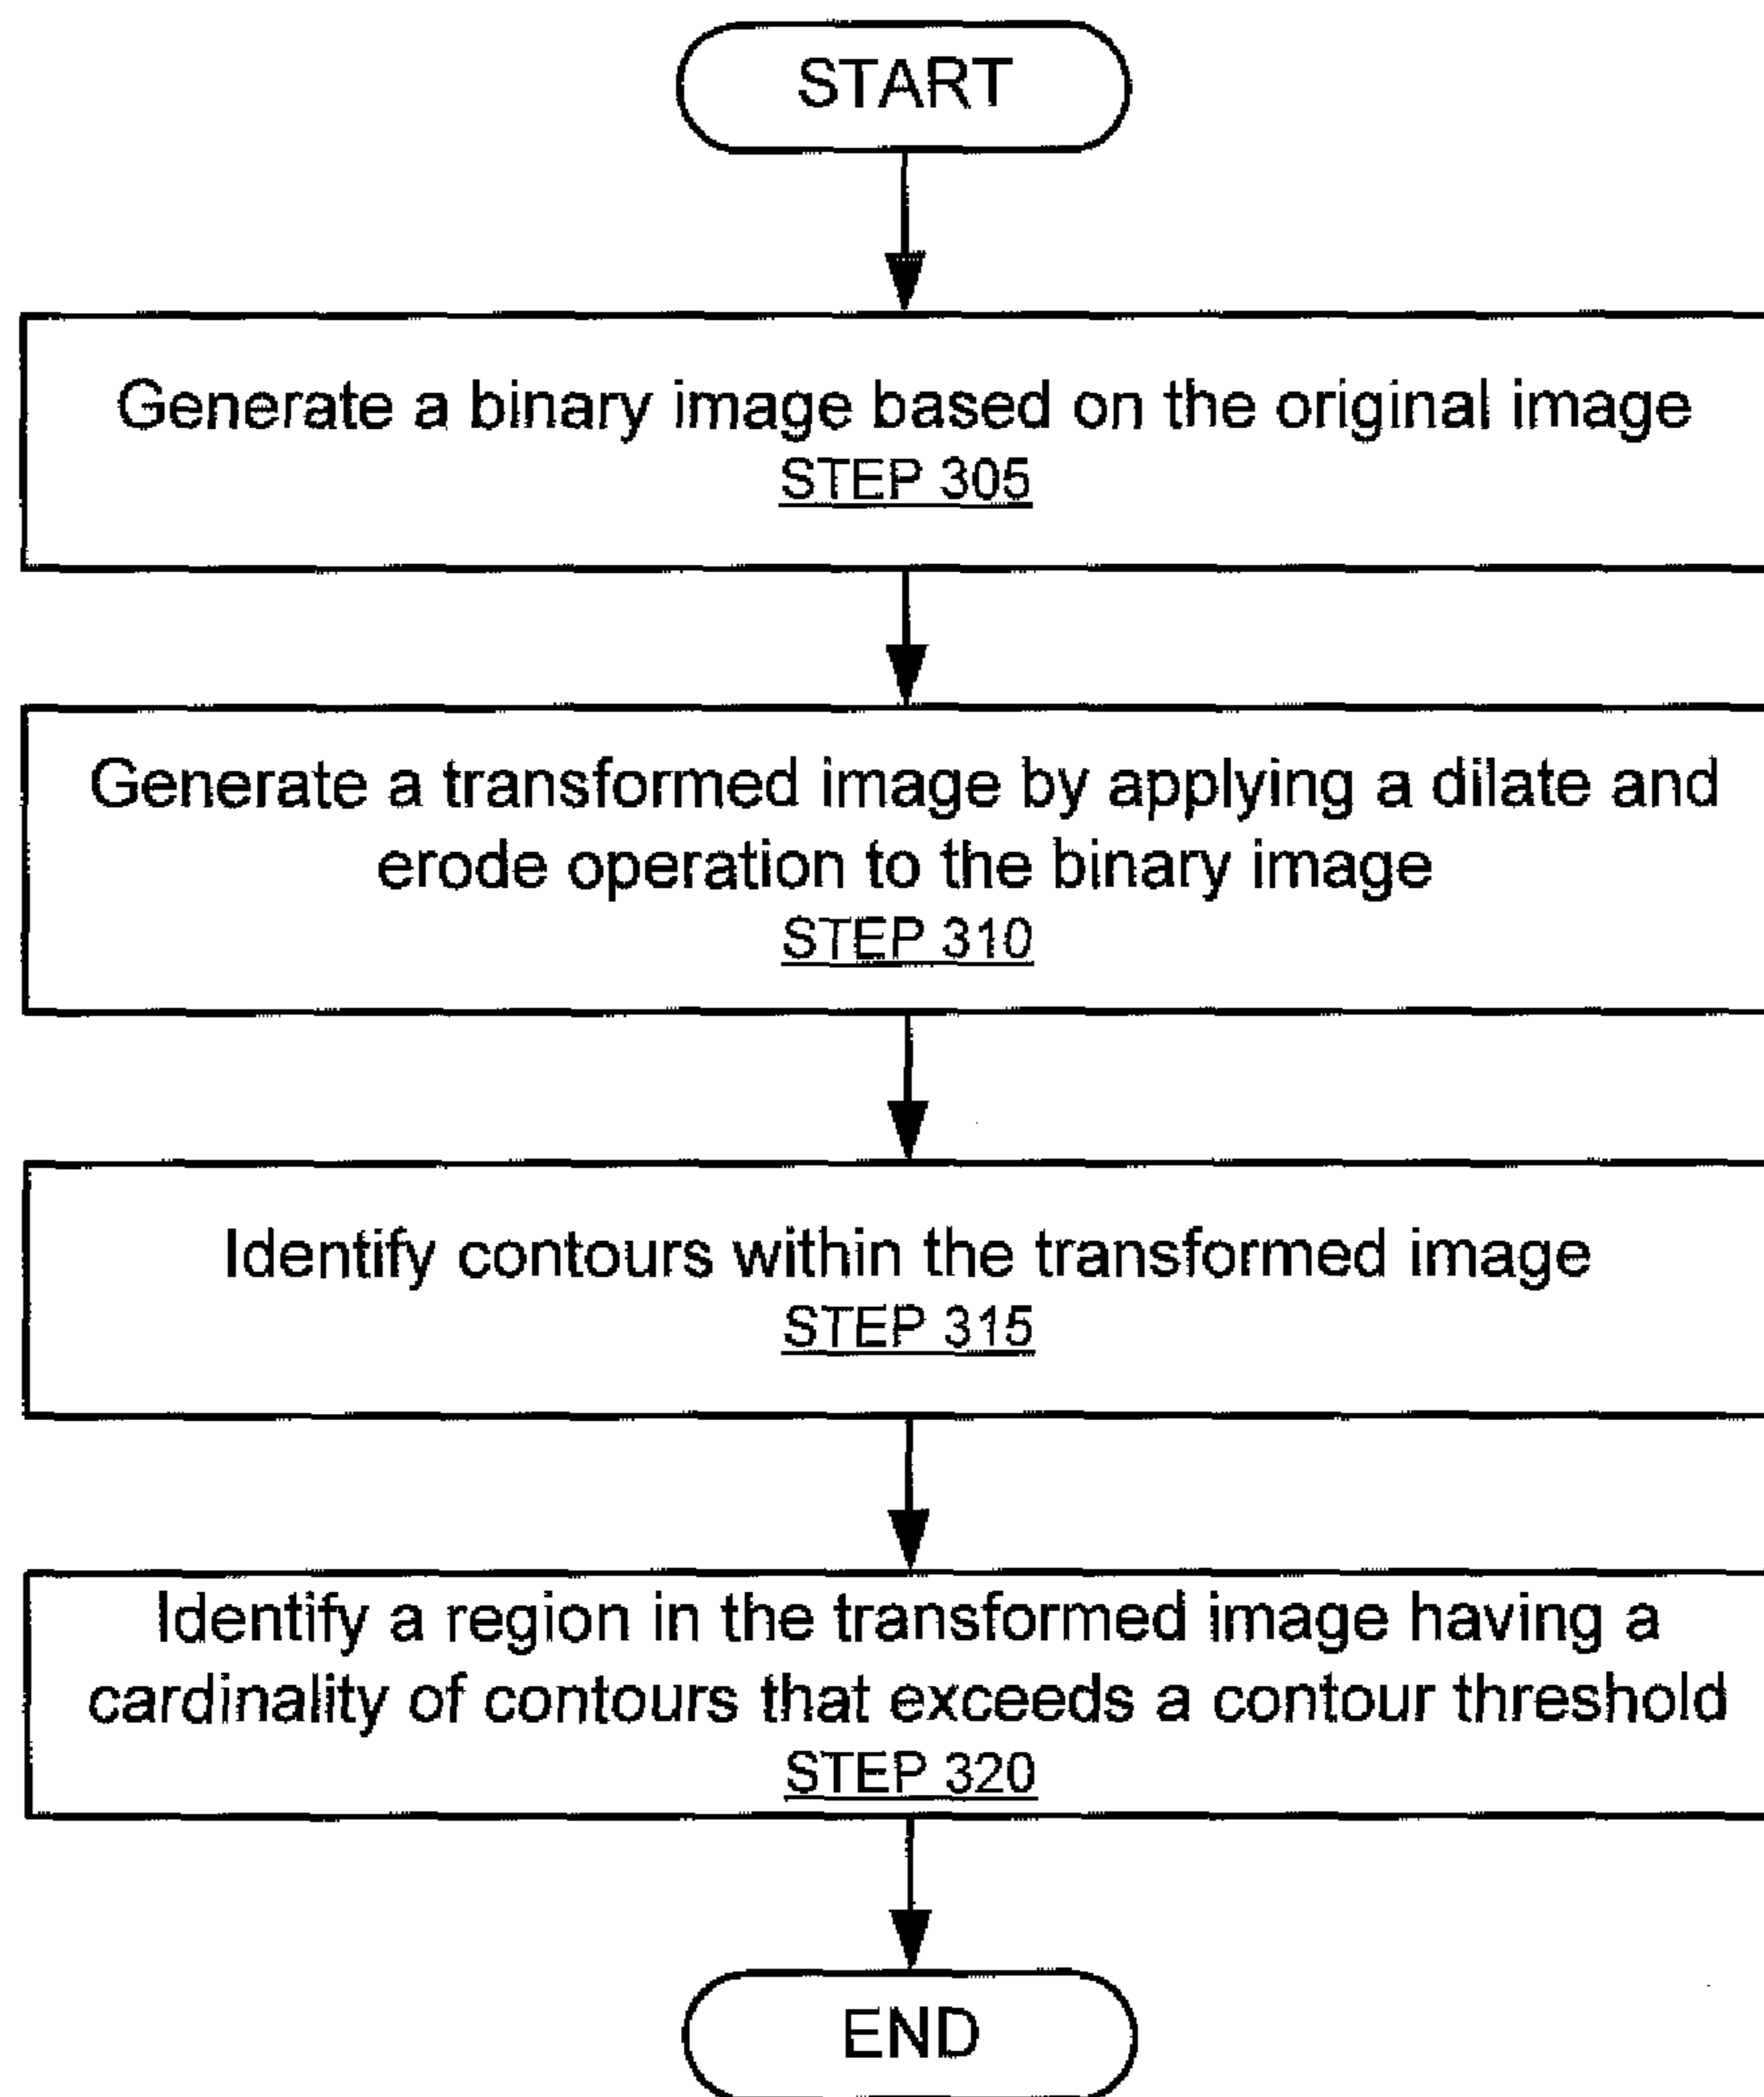 START
Generate a binary image based on the original image
STEP 305
Generate a transformed image by applying a dilate and
erode operation to the binary image
STEP 310
Identify contours within the transformed image
STEP 315
Identify a region in the transformed image having a
cardinality of contours that exceeds a contour threshold
STEP 320
END